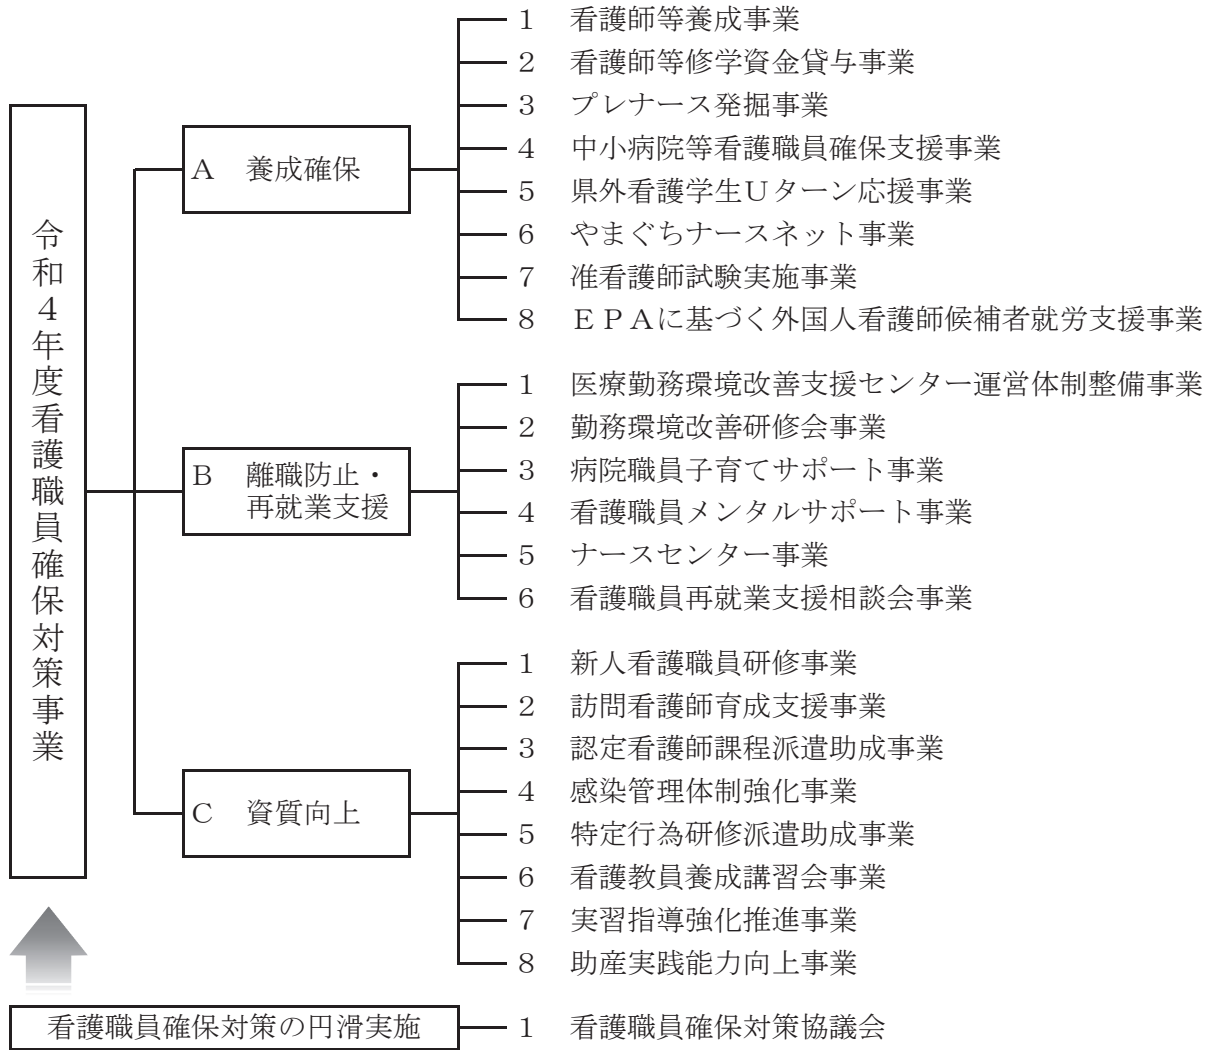 令和４年度看護職員確保対策事業
Ａ　養成確保
１　看護師等養成事業
２　看護師等修学資金貸与事業
３　プレナース発掘事業
４　中小病院等看護職員確保支援事業
５　県外看護学生Ｕターン応援事業
６　やまぐちナースネット事業
７　准看護師試験実施事業
８　ＥＰＡに基づく外国人看護師候補者就労支援事業
Ｂ　離職防止・
再就業支援
１　医療勤務環境改善支援センター運営体制整備事業
２　勤務環境改善研修会事業
３　病院職員子育てサポート事業
４　看護職員メンタルサポート事業
５　ナースセンター事業
６　看護職員再就業支援相談会事業
Ｃ　資質向上
１　新人看護職員研修事業
２　訪問看護師育成支援事業
３　認定看護師課程派遣助成事業
４　感染管理体制強化事業
５　特定行為研修派遣助成事業
６　看護教員養成講習会事業
７　実習指導強化推進事業
８　助産実践能力向上事業
看護職員確保対策の円滑実施
１　看護職員確保対策協議会